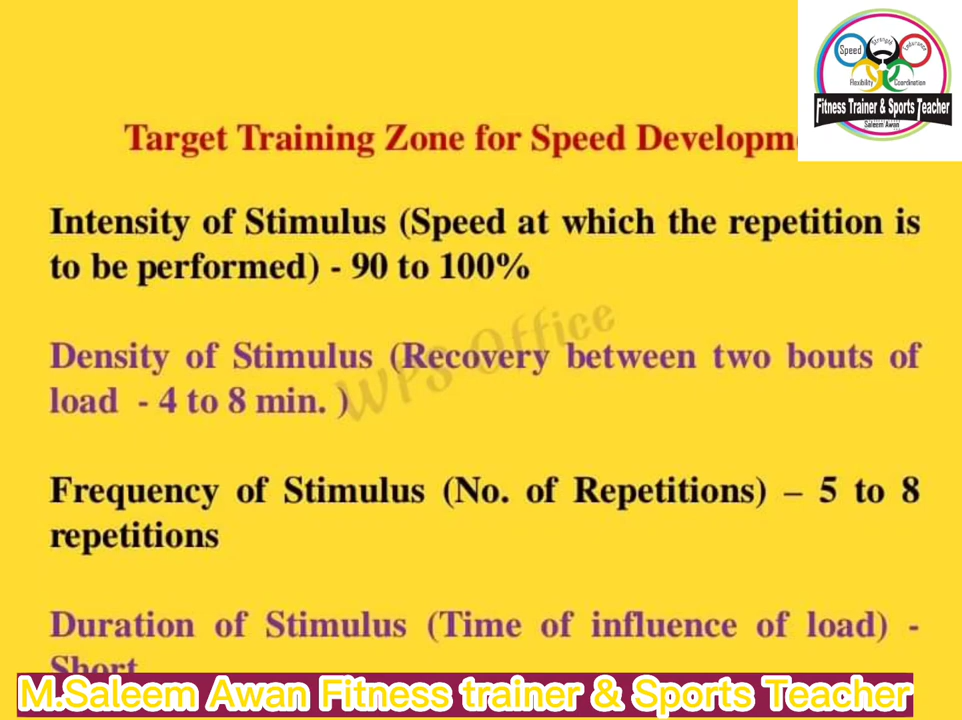 Speed
Strength
Endurance
Flexibility
Coordination
Fitness Trainer & Sports Teacher
Saleem Awan
Target Training Zone for Speed
Intensity of Stimulus (Speed at which the repetition is
to be performed) - 90 to 100%
Density of Stimulus (Recovery between two bouts of
load - 4 to 8 min. )
WPS Office
Frequency of Stimulus (No. of Repetitions) – 5 to 8
repetitions
Duration of Stimulus (Time of influence of load) -
Short
M.Saleem Awan Fitness trainer & Sports Teacher